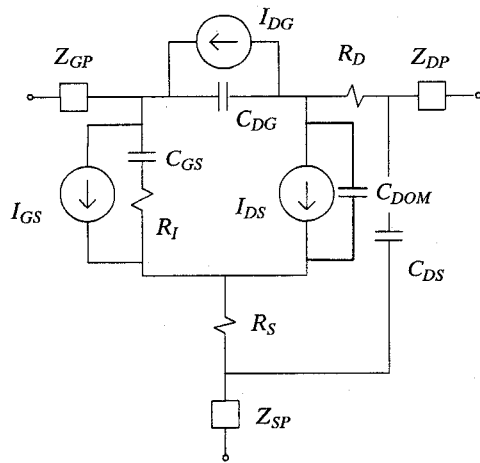 I_DG
Z_GP
R_D
Z_DP
C_DG
C_GS
I_GS
R_I
I_DS
C_DOM
C_DS
R_S
Z_SP